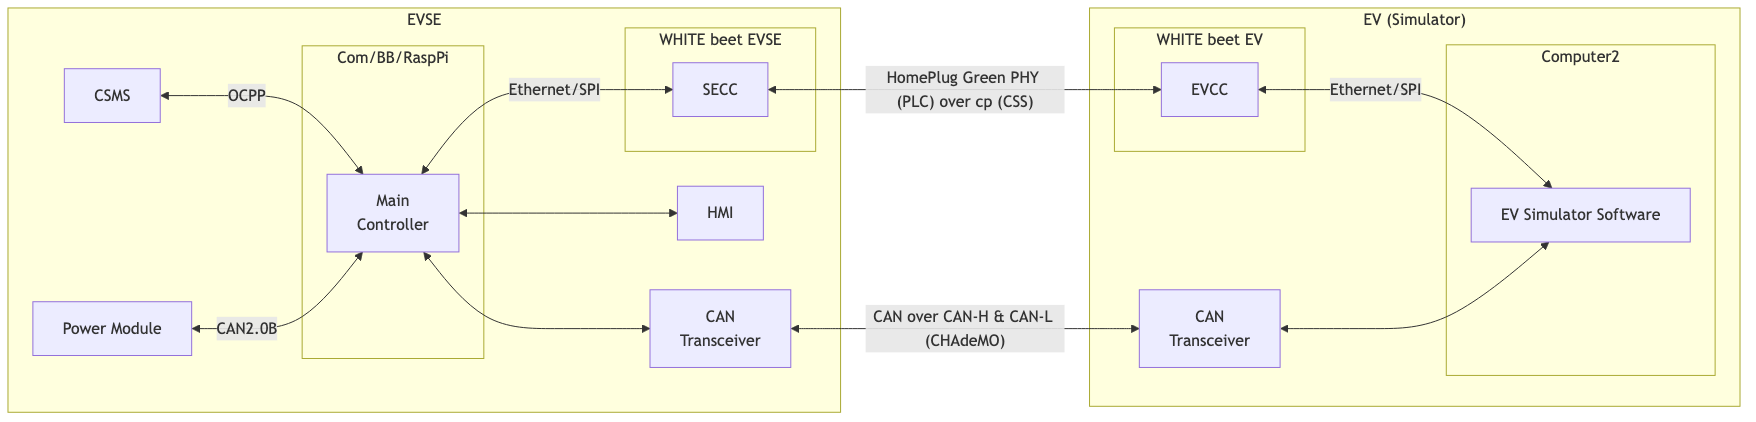 EVSE
Com/BB/RaspPi
WHITE beet EVSE
CSMS
OCPP
Ethernet/SPI
SECC
Main
Controller
HMI
Power Module
CAN2.0B
CAN
Transceiver
HomePlug Green PHY
(PLC) over cp (CSS)
CAN over CAN-H & CAN-L
(CHAdeMO)
EV (Simulator)
WHITE beet EV
Computer2
EVCC
Ethernet/SPI
EV Simulator Software
CAN
Transceiver